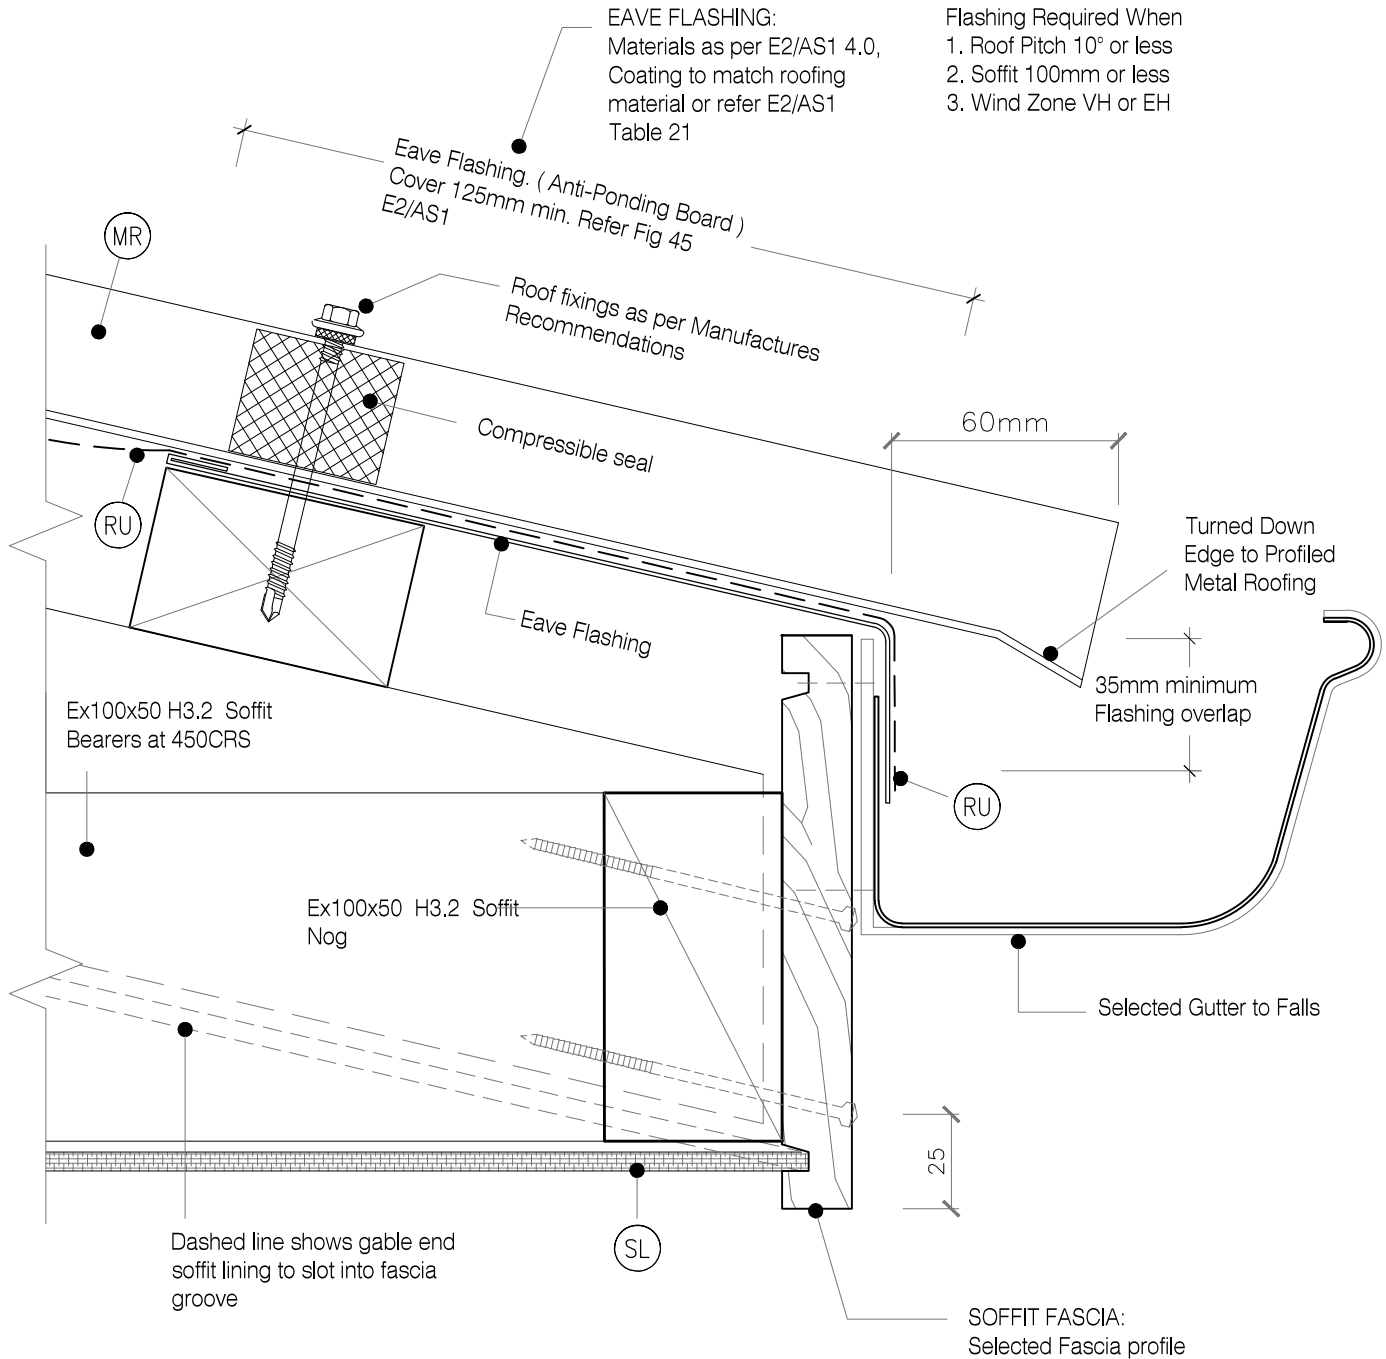 EAVE FLASHING:
Materials as per E2/AS1 4.0,
Coating to match roofing
material or refer E2/AS1
Table 21
Flashing Required When
1. Roof Pitch 10° or less
2. Soffit 100mm or less
3. Wind Zone VH or EH
Eave Flashing. ( Anti-Ponding Board )
Cover 125mm min. Refer Fig 45
E2/AS1
MR
Roof fixings as per Manufactures
Recommendations
60mm
Compressible seal
RU
Turned Down
Edge to Profiled
Metal Roofing
Eave Flashing
35mm minimum
Flashing overlap
Ex100x50 H3.2 Soffit
Bearers at 450CRS
RU
Ex100x50 H3.2 Soffit
Nog
Selected Gutter to Falls
25
SL
Dashed line shows gable end
soffit lining to slot into fascia
groove
SOFFIT FASCIA:
Selected Fascia profile